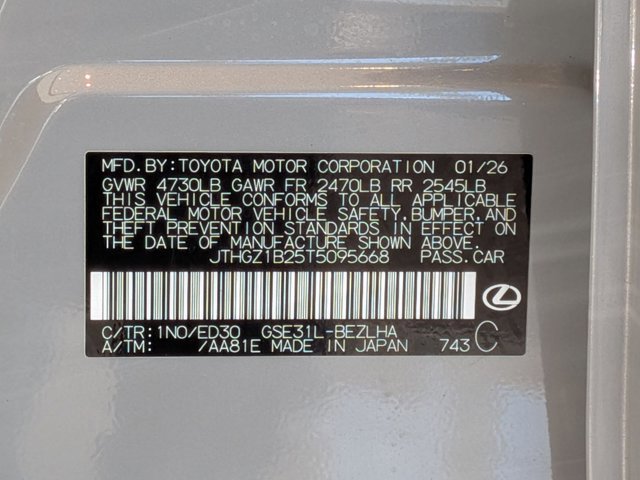 MFD.BY:TOYOTA MOTOR CORPORATION 01/26
GVWR 4730LB GAWR FR 2470LB RR 2545LB
THIS VEHICLE CONFORMS TO ALL APPLICABLE
FEDERAL MOTOR VEHICLE SAFETY,BUMPER,AND
THEFT PREVENTION STANDARDS IN EFFECT ON
THE DATE OF MANUFACTURE SHOWN ABOVE.
JTHGZ1B25T5095668 PASS.CAR
C/TR:1N0/ED30 GSE31L-BEZLHA
A/TM: /AA81E MADE IN JAPAN 743 C